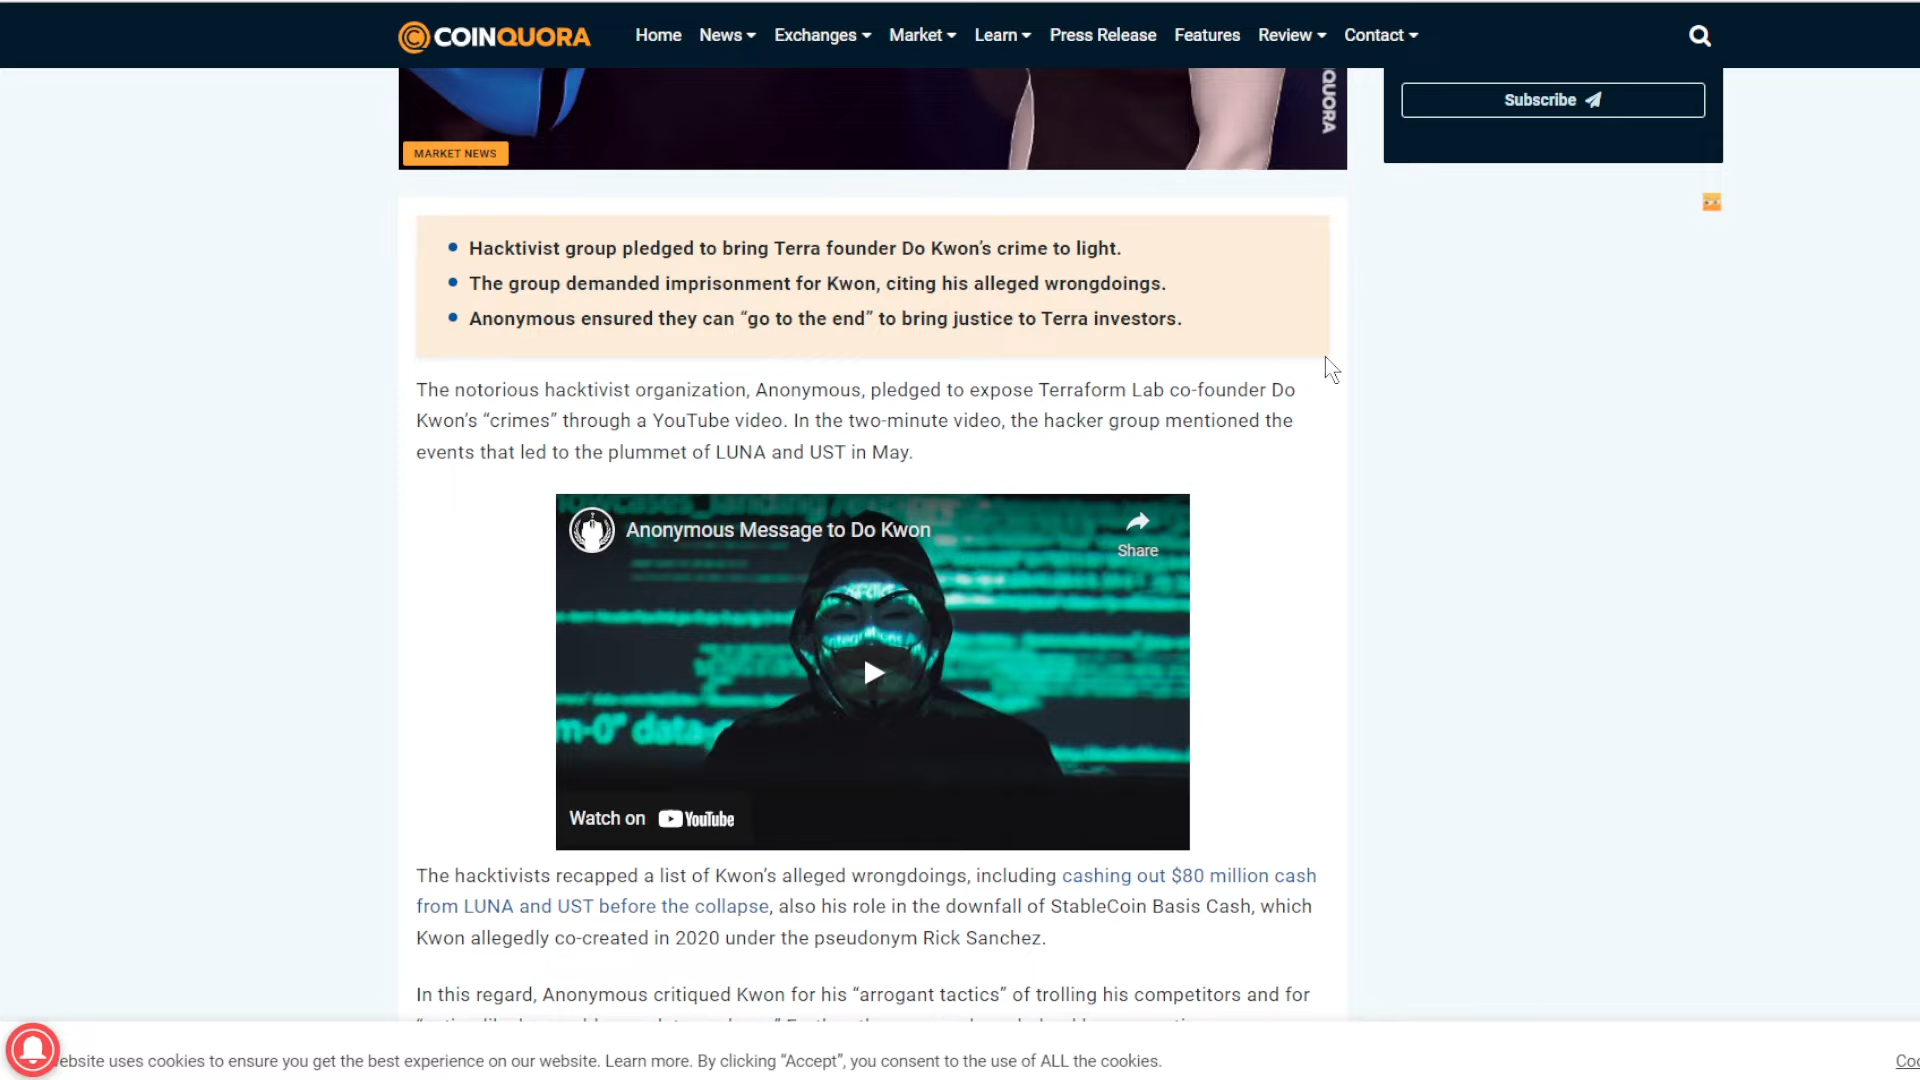 COINQUORA Home News Exchanges Market Learn Press Release Features Review Contact
QUORA
Subscribe
MARKET NEWS
Hacktivist group pledged to bring Terra founder Do Kwon's crime to light.
The group demanded imprisonment for Kwon, citing his alleged wrongdoings.
Anonymous ensured they can “go to the end” to bring justice to Terra investors.
The notorious hacktivist organization, Anonymous, pledged to expose Terraform Lab co-founder Do
Kwon's “crimes” through a YouTube video. In the two-minute video, the hacker group mentioned the
events that led to the plummet of LUNA and UST in May.
Anonymous Message to Do Kwon
Share
m-0" data-
Watch on YouTube
The hacktivists recapped a list of Kwon's alleged wrongdoings, including cashing out $80 million cash
from LUNA and UST before the collapse, also his role in the downfall of StableCoin Basis Cash, which
Kwon allegedly co-created in 2020 under the pseudonym Rick Sanchez.
In this regard, Anonymous critiqued Kwon for his “arrogant tactics” of trolling his competitors and for
ebsite uses cookies to ensure you get the best experience on our website. Learn more. By clicking “Accept”, you consent to the use of ALL the cookies. Coo